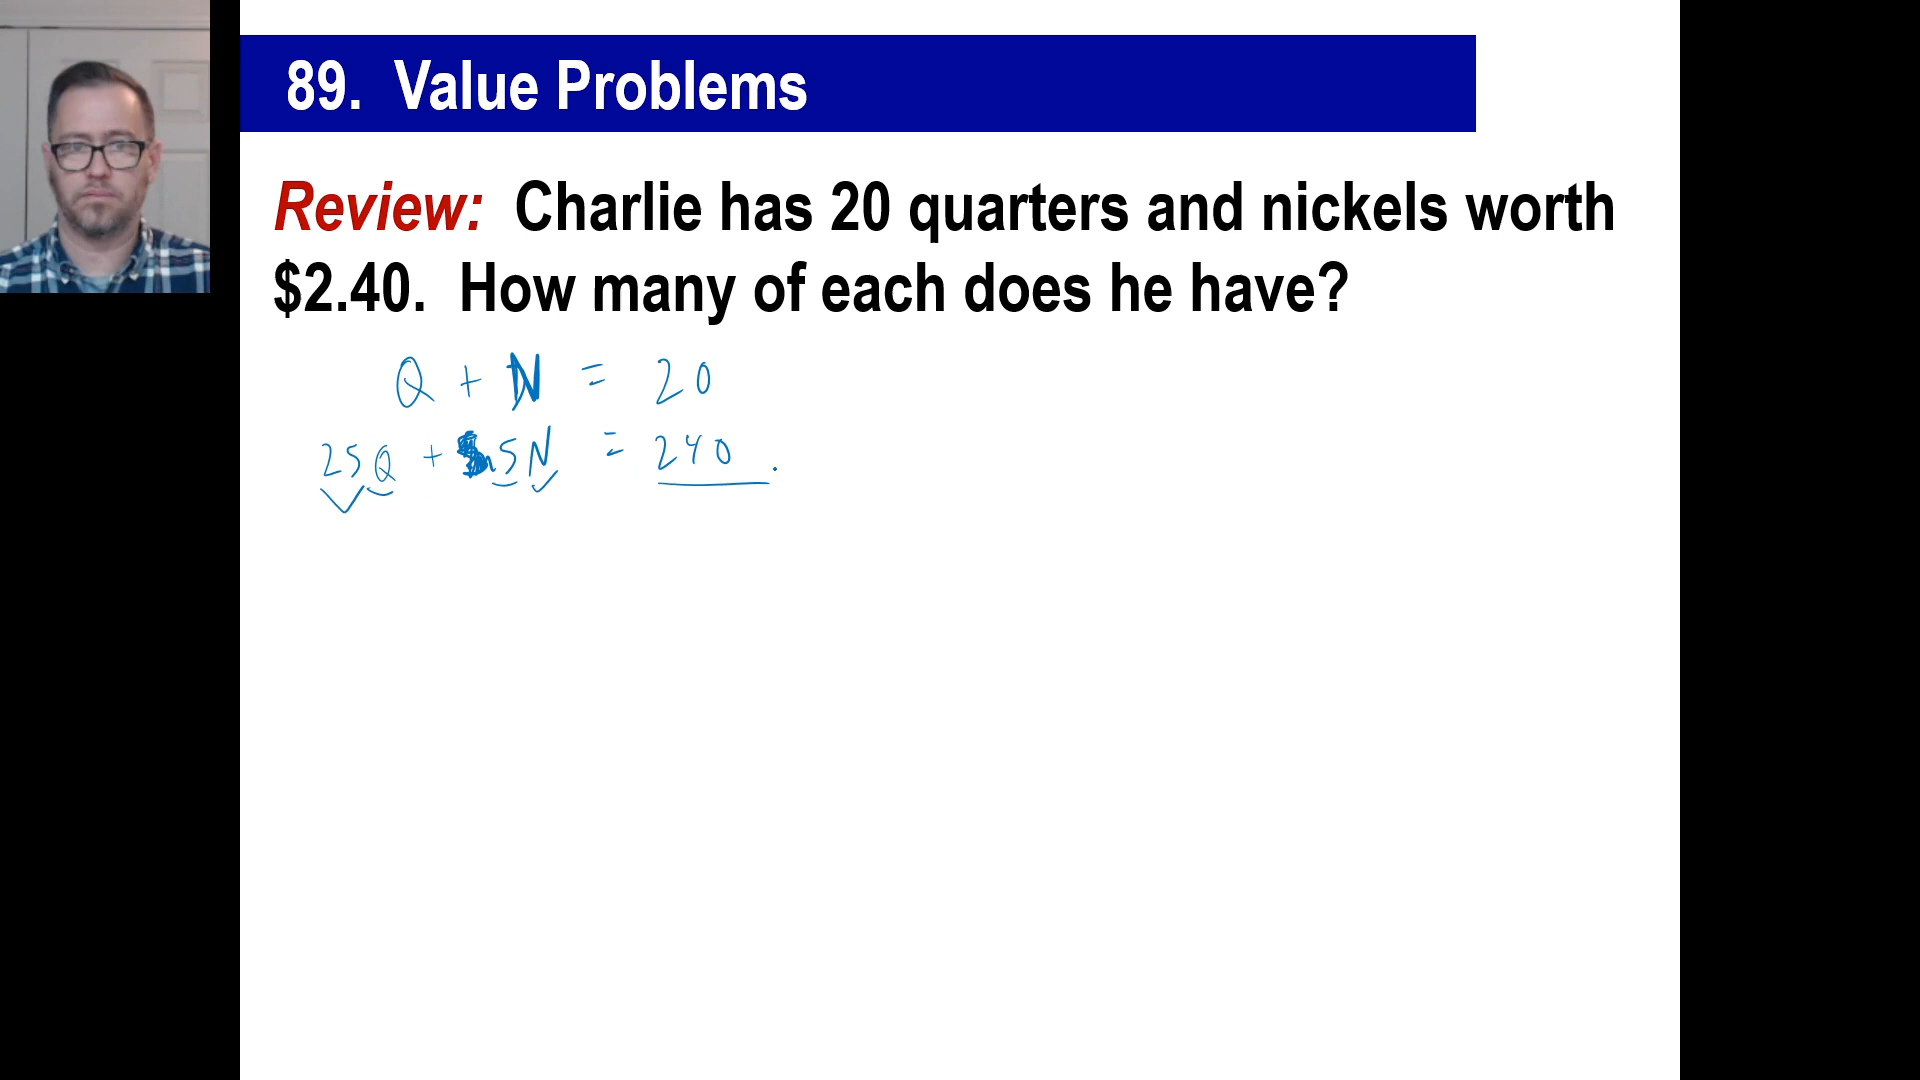 89. Value Problems
Review: Charlie has 20 quarters and nickels worth
$2.40. How many of each does he have?
Q + N = 20
25Q + 5N = 240